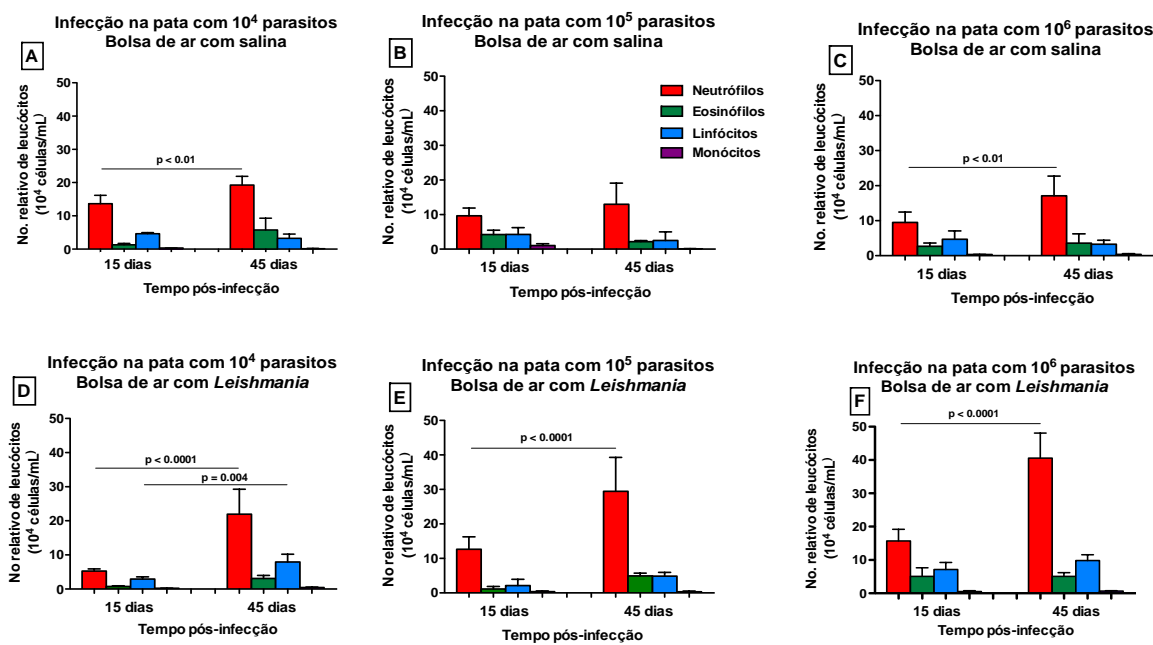 Infecção na pata com 10⁴ parasitos
Bolsa de ar com salina
A
No. relativo de leucócitos
(10⁴ células/mL)
50
40
30
20
10
0
p < 0.01
15 dias
45 dias
Tempo pós-infecção
Infecção na pata com 10⁵ parasitos
Bolsa de ar com salina
B
No. relativo de leucócitos
(10⁴ células/mL)
50
40
30
20
10
0
Neutrófilos
Eosinófilos
Linfócitos
Monócitos
15 dias
45 dias
Tempo pós-infecção
Infecção na pata com 10⁶ parasitos
Bolsa de ar com salina
C
No. relativo de leucócitos
(10⁴ células/mL)
50
40
30
20
10
0
p < 0.01
15 dias
45 dias
Tempo pós-infecção
Infecção na pata com 10⁴ parasitos
Bolsa de ar com Leishmania
D
No. relativo de leucócitos
(10⁴ células/mL)
50
40
30
20
10
0
p < 0.0001
p = 0.004
15 dias
45 dias
Tempo pós-infecção
Infecção na pata com 10⁵ parasitos
Bolsa de ar com Leishmania
E
No relativo de leucócitos
(10⁴ células/mL)
50
40
30
20
10
0
p < 0.0001
15 dias
45 dias
Tempo pós-infecção
Infecção na pata com 10⁶ parasitos
Bolsa de ar com Leishmania
F
No. relativo de leucócitos
(10⁴ células/mL)
50
40
30
20
10
0
p < 0.0001
15 dias
45 dias
Tempo pós-infecção